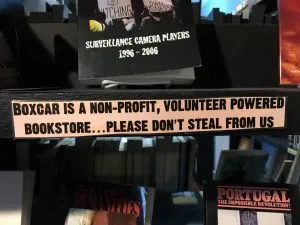 SURVEILLANCE CAMERA PLAYERS
1996 - 2006
BOXCAR IS A NON-PROFIT, VOLUNTEER POWERED
BOOKSTORE...PLEASE DON'T STEAL FROM US
PORTUGAL
THE IMPOSSIBLE REVOLUTION?